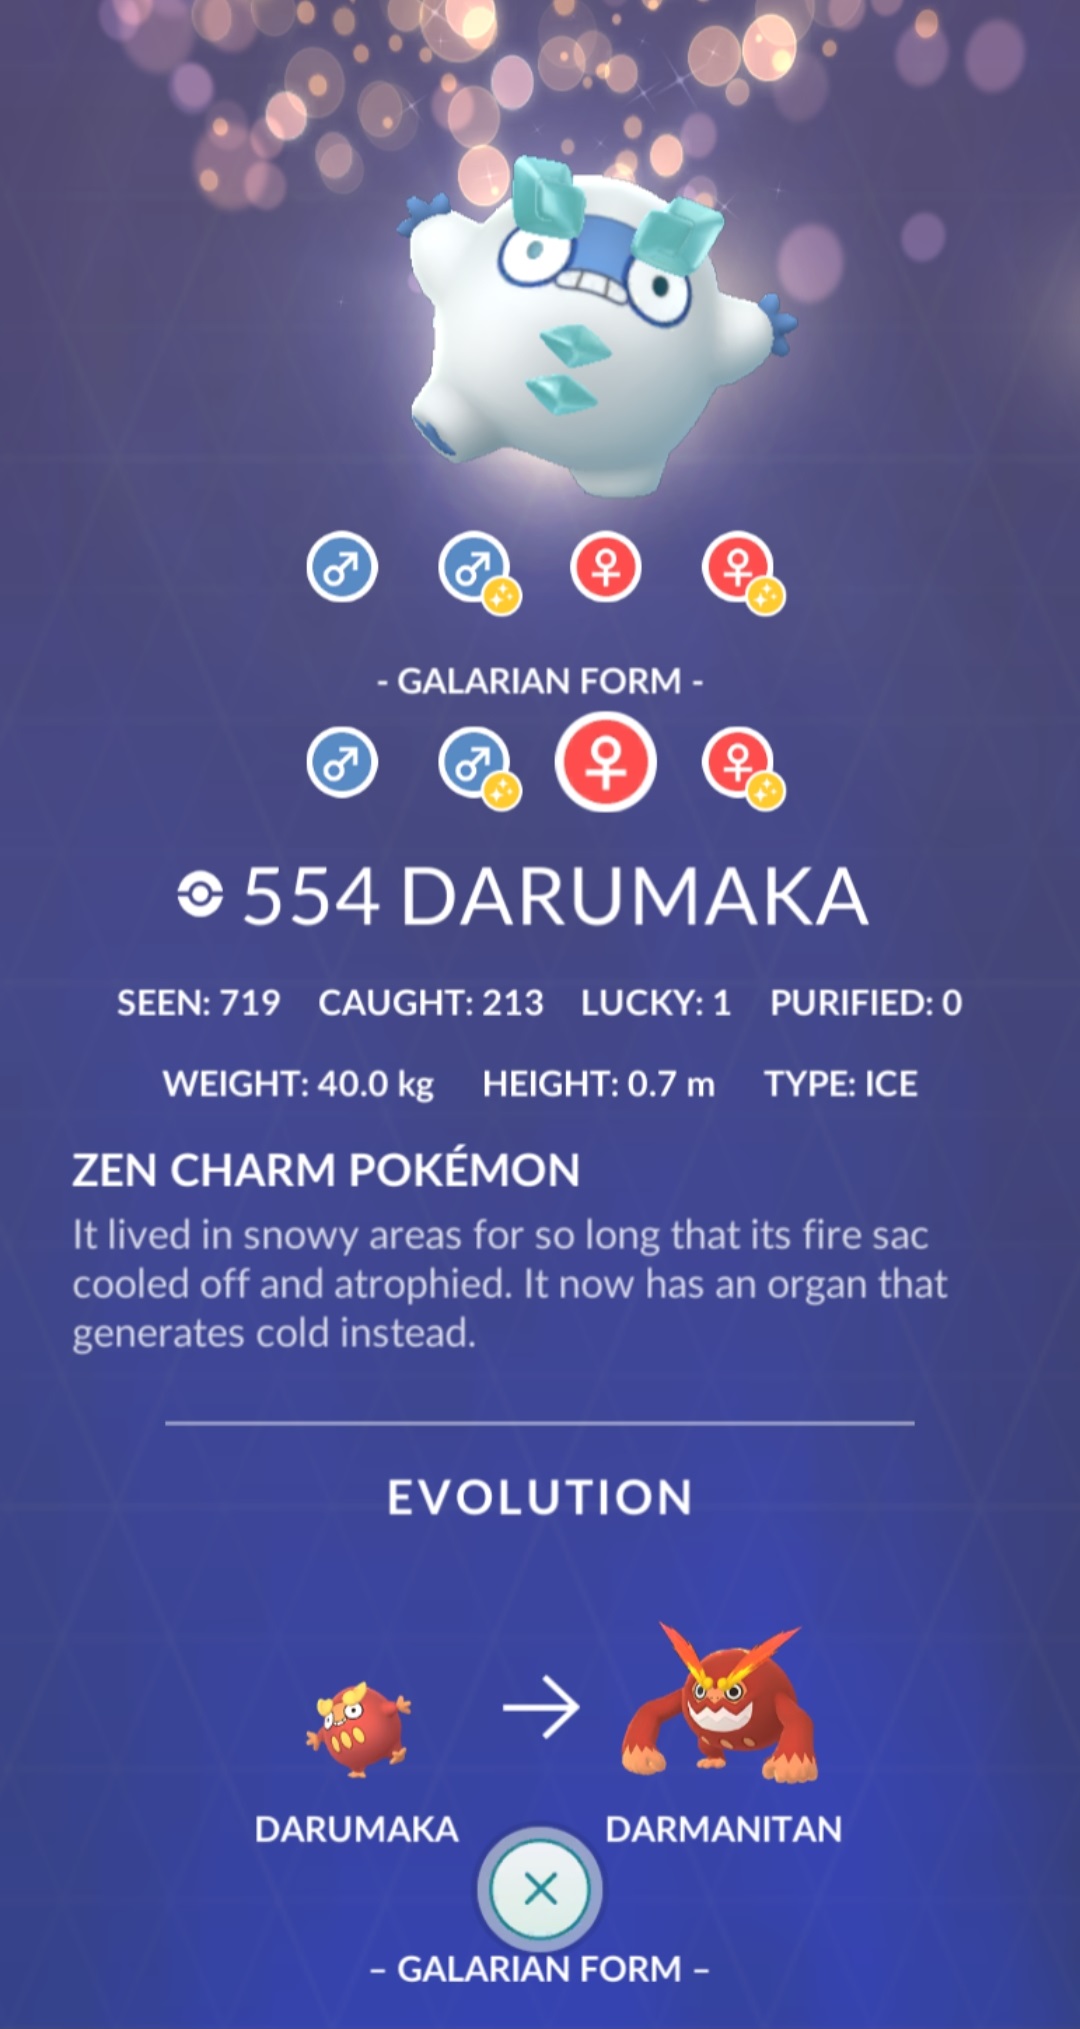 - GALARIAN FORM -
554 DARUMAKA
SEEN: 719 CAUGHT: 213 LUCKY: 1 PURIFIED: 0
WEIGHT: 40.0 kg HEIGHT: 0.7 m TYPE: ICE
ZEN CHARM POKÉMON
It lived in snowy areas for so long that its fire sac
cooled off and atrophied. It now has an organ that
generates cold instead.
EVOLUTION
DARUMAKA DARMANITAN
– GALARIAN FORM –